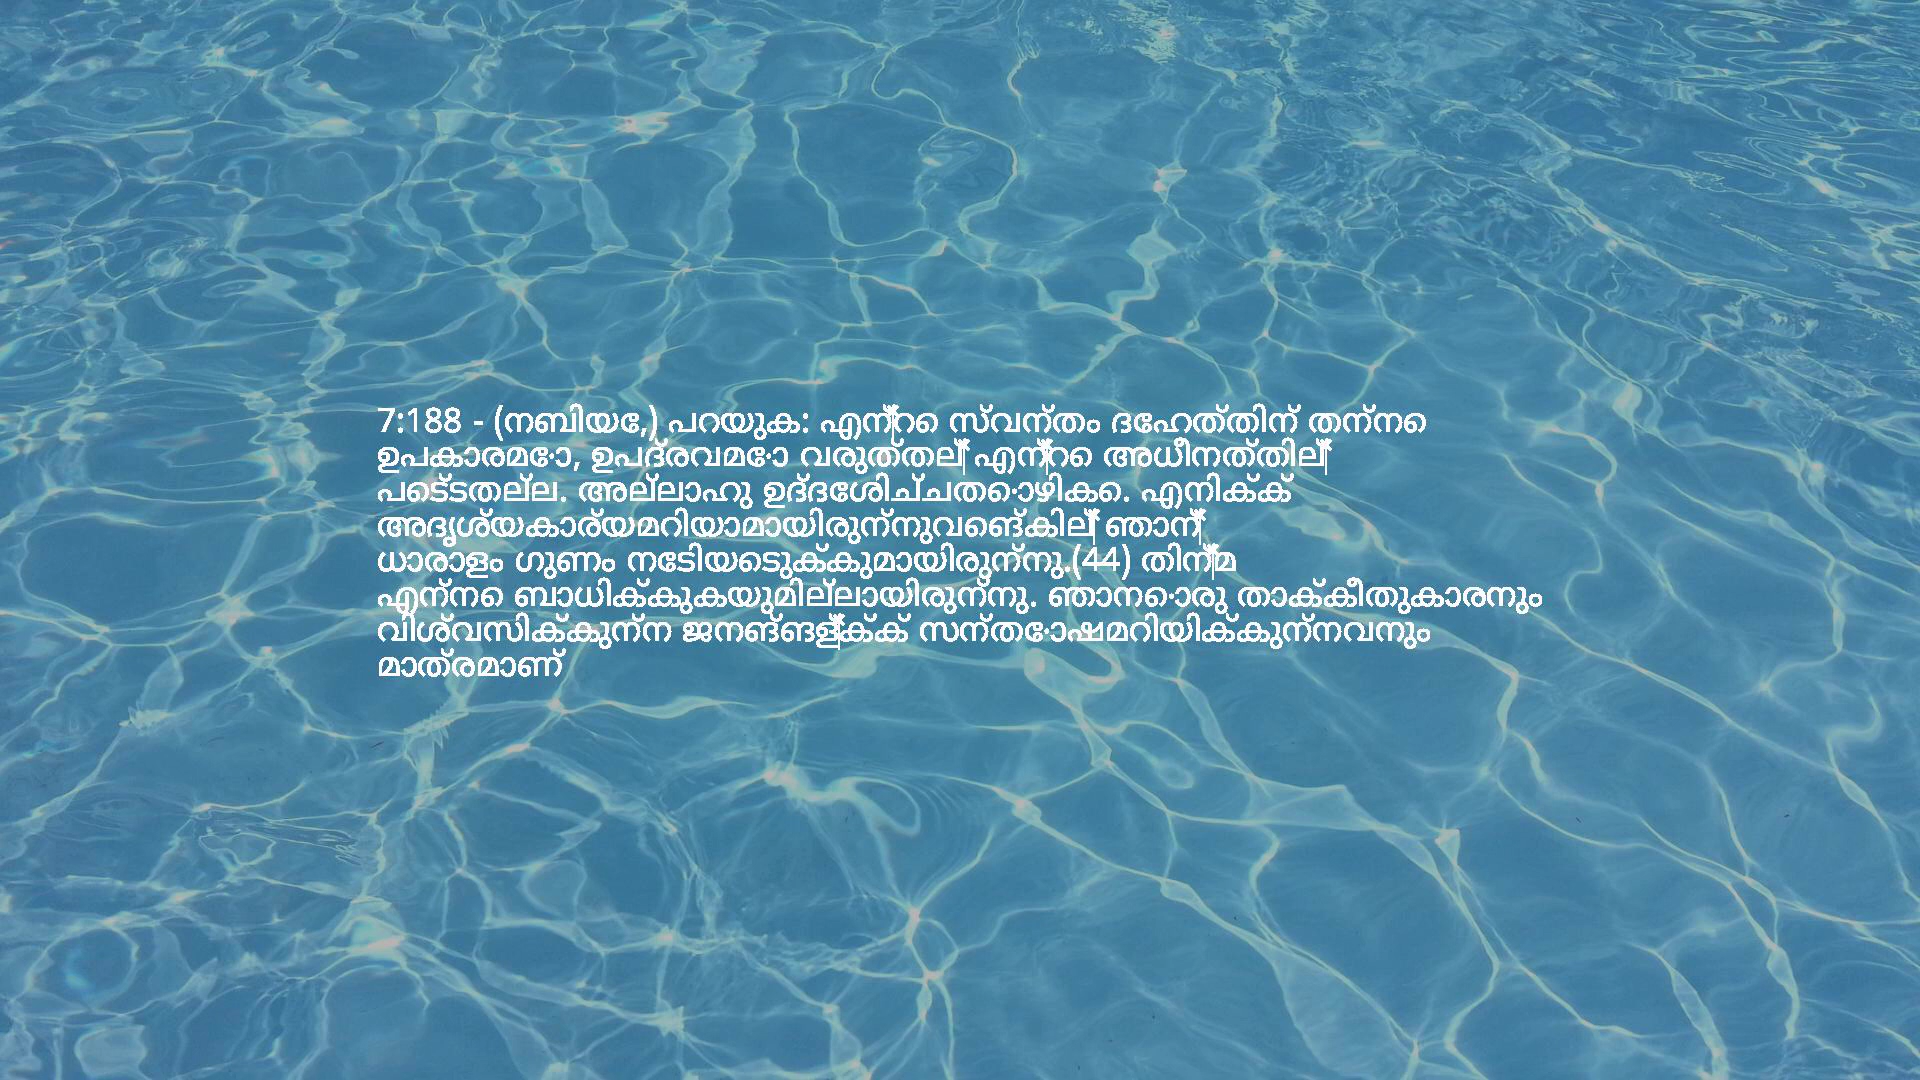 7:188 - (നബിയേ,) പറയുക: എന്‍റെ സ്വന്തം ദേഹത്തിന് തന്നെ
ഉപകാരമോ, ഉപദ്രവമോ വരുത്തല്‍ എന്‍റെ അധീനത്തില്‍
പെട്ടതല്ല. അല്ലാഹു ഉദ്ദേശിച്ചതൊഴികെ. എനിക്ക്
അദൃശ്യകാര്യമറിയാമായിരുന്നുവെങ്കില്‍ ഞാന്‍
ധാരാളം ഗുണം നേടിയെടുക്കുമായിരുന്നു.(44) തിന്‍മ
എന്നെ ബാധിക്കുകയുമില്ലായിരുന്നു. ഞാനൊരു താക്കീതുകാരനും
വിശ്വസിക്കുന്ന ജനങ്ങള്‍ക്ക് സന്തോഷമറിയിക്കുന്നവനും
മാത്രമാണ്